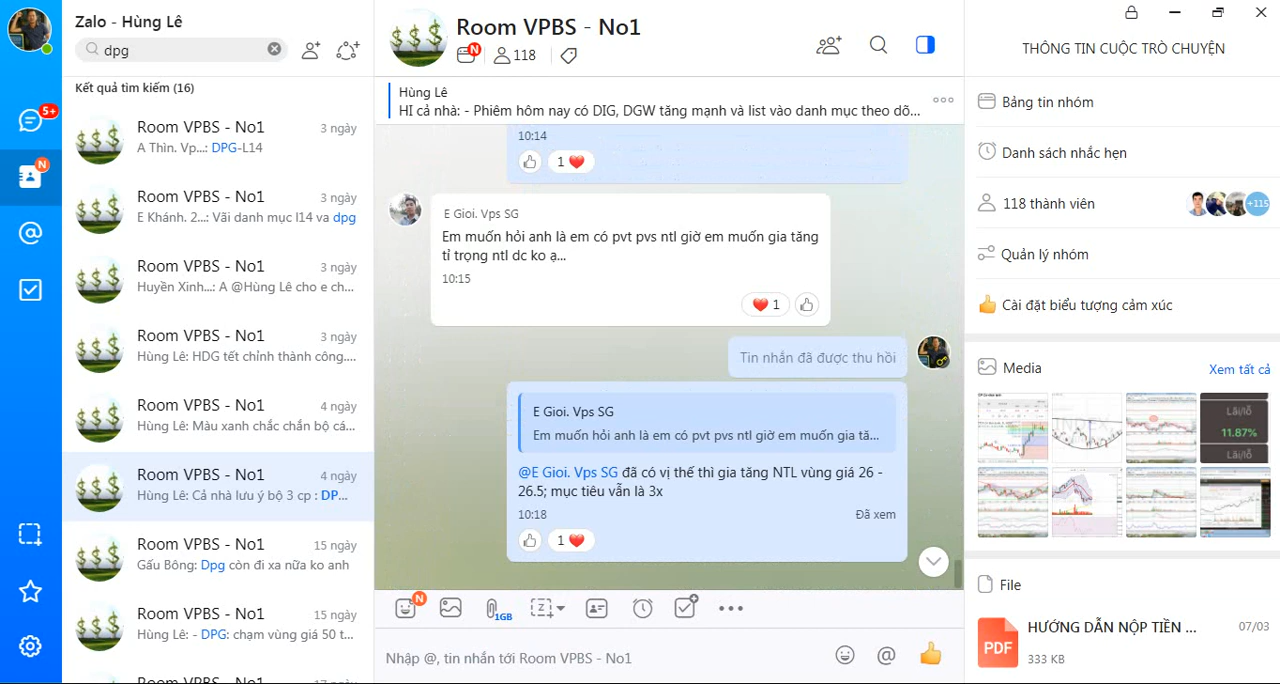 Zalo - Hùng Lê
dpg
5+
N
Kết quả tìm kiếm (16)
Room VPBS - No1
3 ngày
A Thìn. Vp...: DPG-L14
Room VPBS - No1
3 ngày
E Khánh. 2...: Vãi danh mục l14 va dpg
Room VPBS - No1
3 ngày
Huyền Xinh...: A @Hùng Lê cho e ch...
Room VPBS - No1
3 ngày
Hùng Lê: HDG tết chỉnh thành công....
Room VPBS - No1
4 ngày
Hùng Lê: Màu xanh chắc chắn bộ cá...
Room VPBS - No1
4 ngày
Hùng Lê: Cả nhà lưu ý bộ 3 cp : DP...
Room VPBS - No1
15 ngày
Gấu Bông: Dpg còn đi xa nữa ko anh
Room VPBS - No1
15 ngày
Hùng Lê: - DPG: chạm vùng giá 50 t...
Room VPBS - No1
17 ngày
Room VPBS - No1
N
118
Hùng Lê
HI cả nhà: - Phiêm hôm nay có DIG, DGW tăng mạnh và list vào danh mục theo dõ...
10:14
1
E Gioi. Vps SG
Em muốn hỏi anh là em có pvt pvs ntl giờ em muốn gia tăng
tỉ trọng ntl dc ko ạ...
10:15
1
Tin nhắn đã được thu hồi
E Gioi. Vps SG
Em muốn hỏi anh là em có pvt pvs ntl giờ em muốn gia tă...
@E Gioi. Vps SG đã có vị thế thì gia tăng NTL vùng giá 26 -
26.5; mục tiêu vẫn là 3x
10:18
Đã xem
1
N
1GB
Nhập @, tin nhắn tới Room VPBS - No1
THÔNG TIN CUỘC TRÒ CHUYỆN
Bảng tin nhóm
Danh sách nhắc hẹn
118 thành viên
+115
Quản lý nhóm
Cài đặt biểu tượng cảm xúc
Media
Xem tất cả
Lãi/lỗ
11.87%
Lãi/lỗ
File
PDF
HƯỚNG DẪN NỘP TIỀN ...
07/03
333 KB